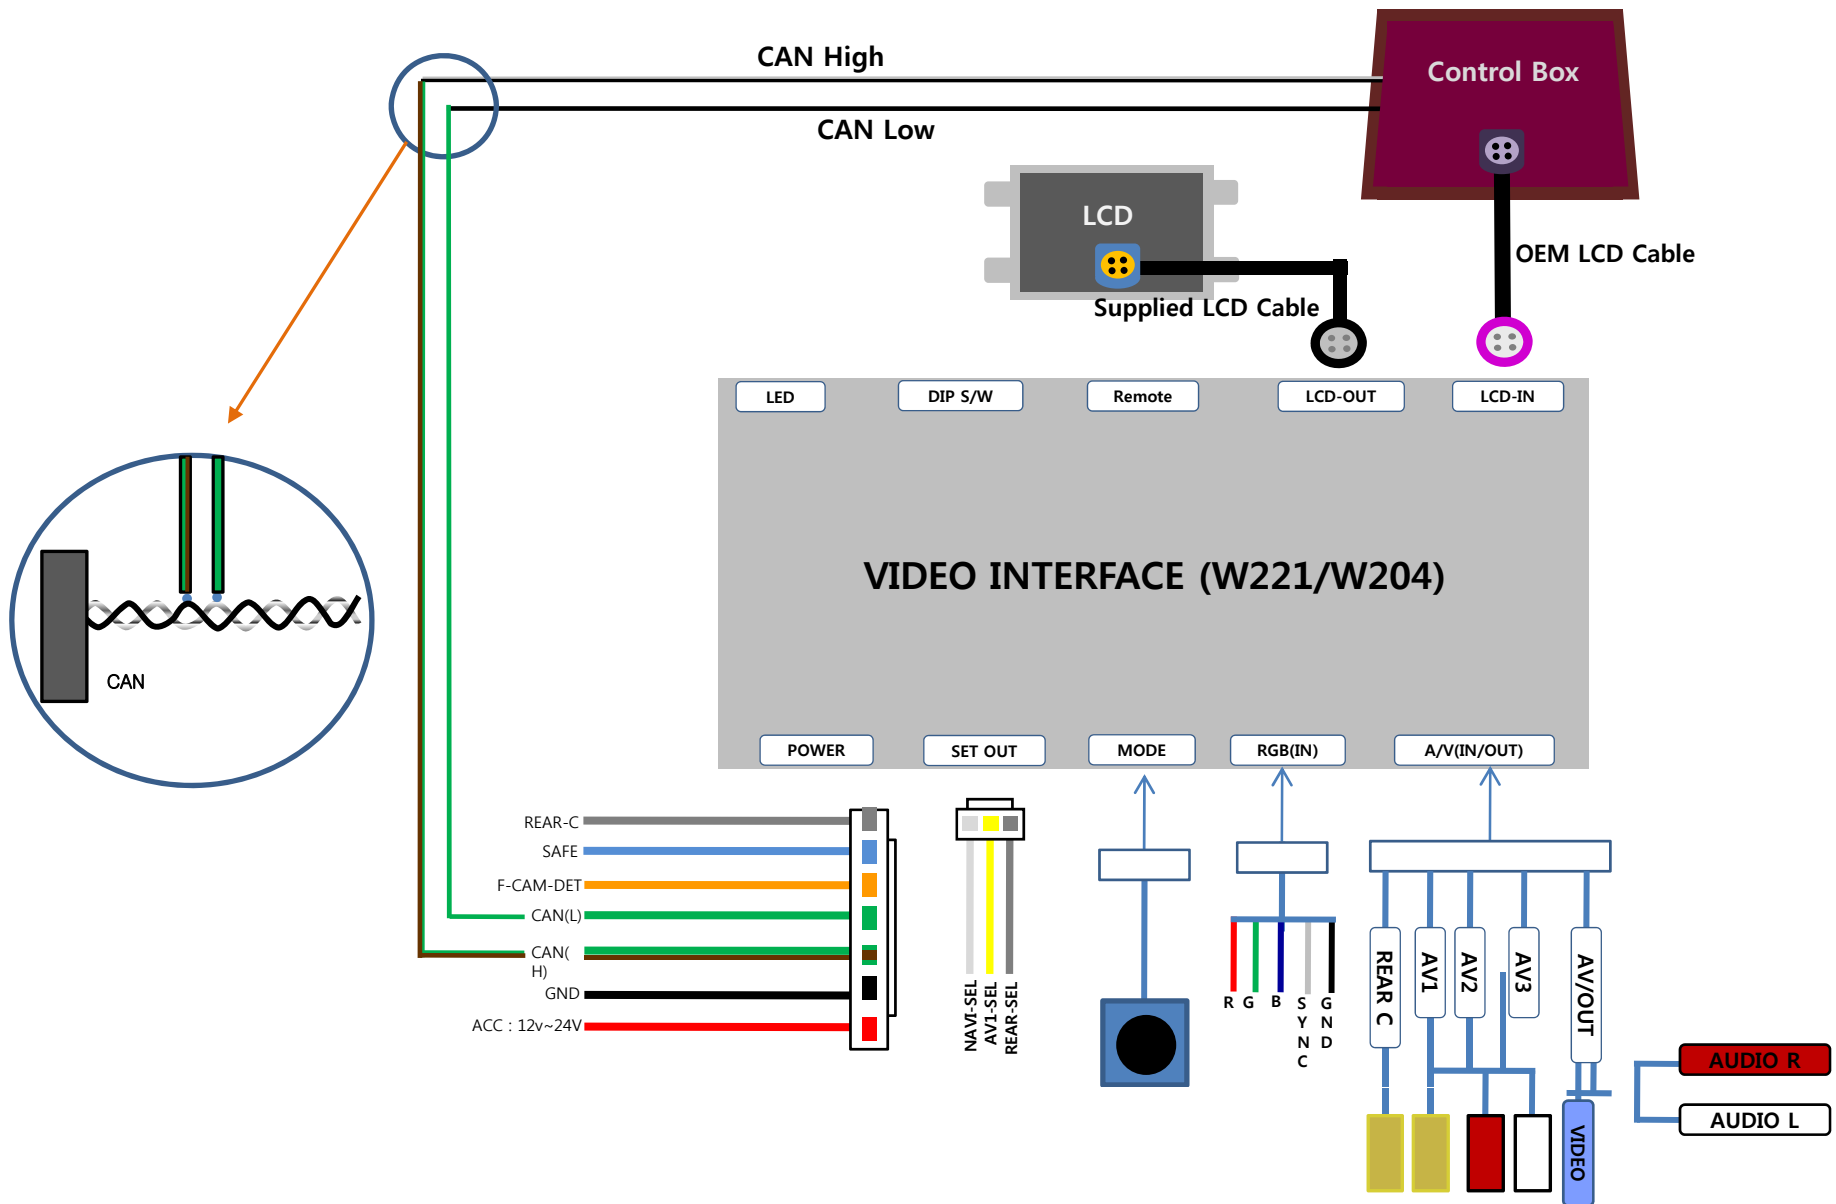 CAN High
Control Box
CAN Low
LCD
OEM LCD Cable
Supplied LCD Cable
LED
DIP S/W
Remote
LCD-OUT
LCD-IN
VIDEO INTERFACE (W221/W204)
CAN
POWER
SET OUT
MODE
RGB(IN)
A/V(IN/OUT)
REAR-C
SAFE
F-CAM-DET
CAN(L)
CAN(
H)
GND
ACC : 12v~24V
NAVI-SEL
AV1-SEL
REAR-SEL
R
G
B
SYNC
GND
REAR C
AV1
AV2
AV3
AV/OUT
VIDEO
AUDIO R
AUDIO L